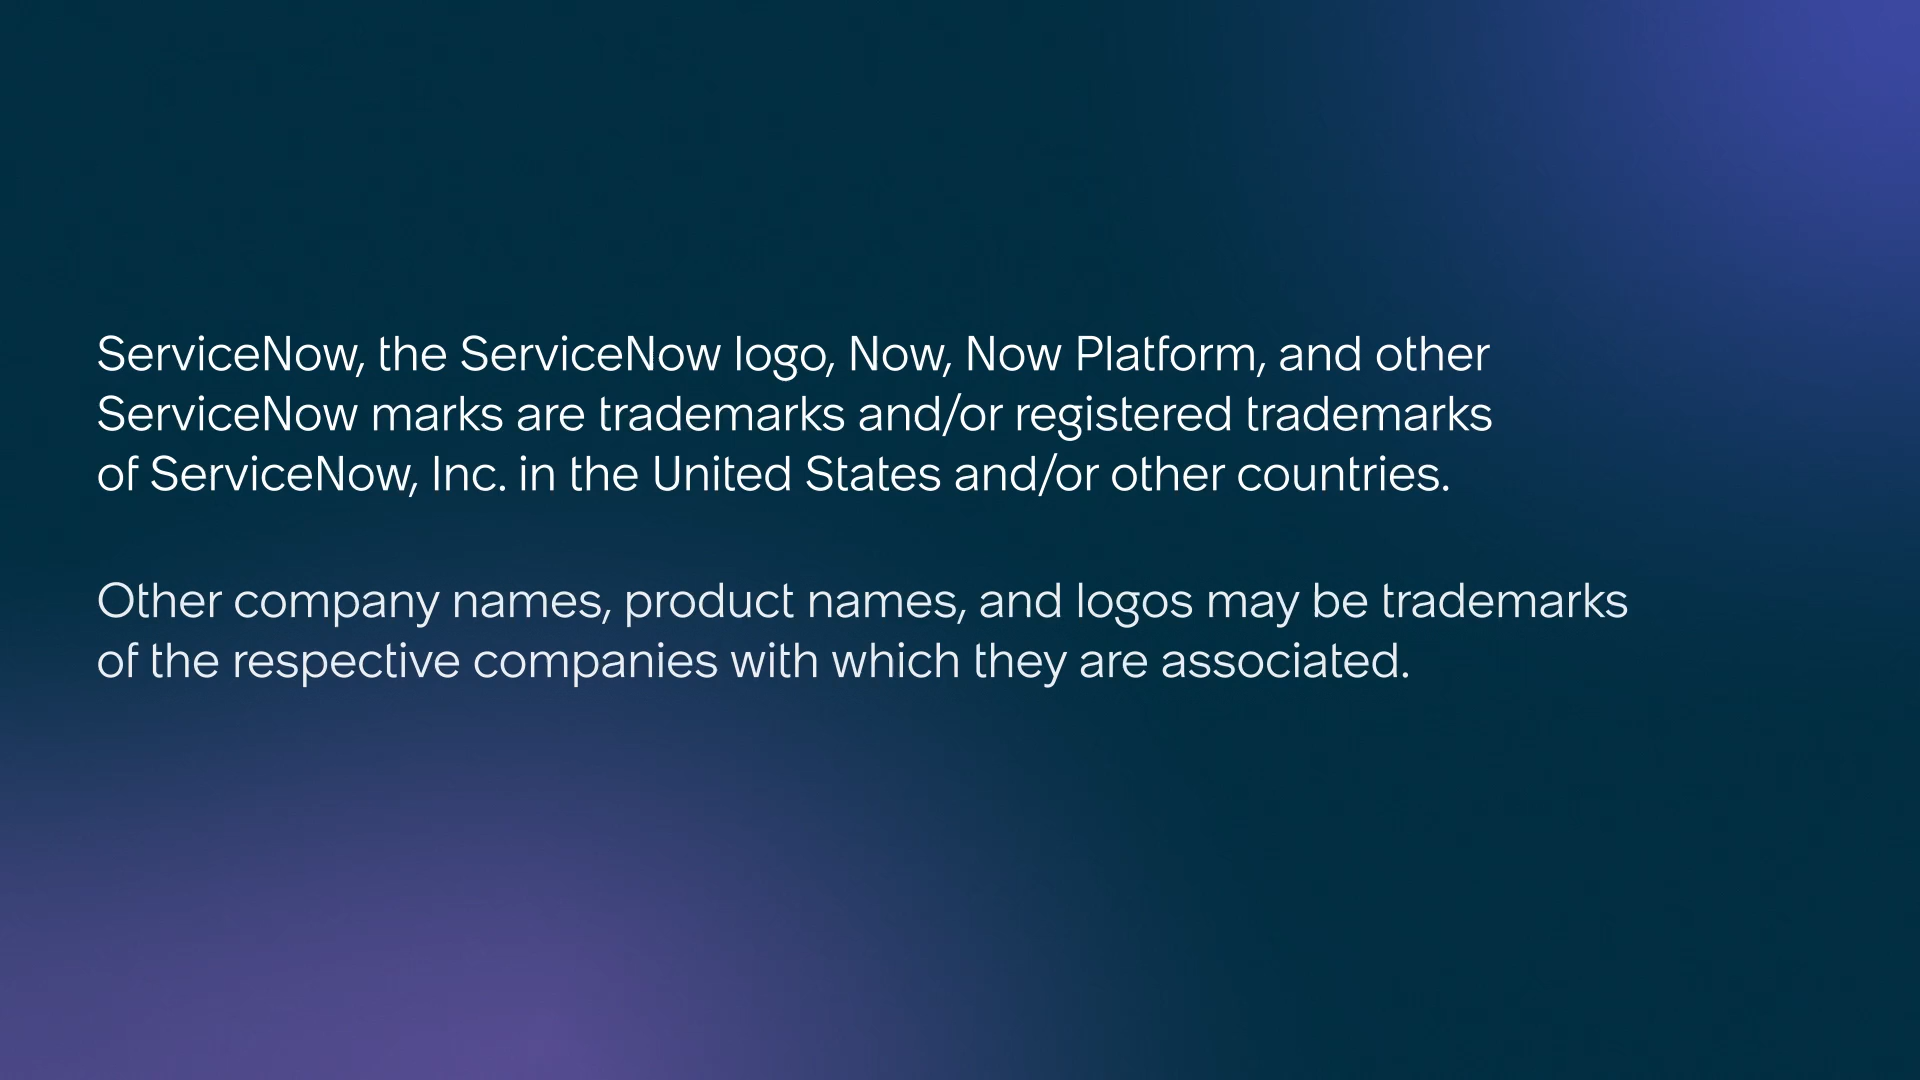 ServiceNow, the ServiceNow logo, Now, Now Platform, and other
ServiceNow marks are trademarks and/or registered trademarks
of ServiceNow, Inc. in the United States and/or other countries.
Other company names, product names, and logos may be trademarks
of the respective companies with which they are associated.